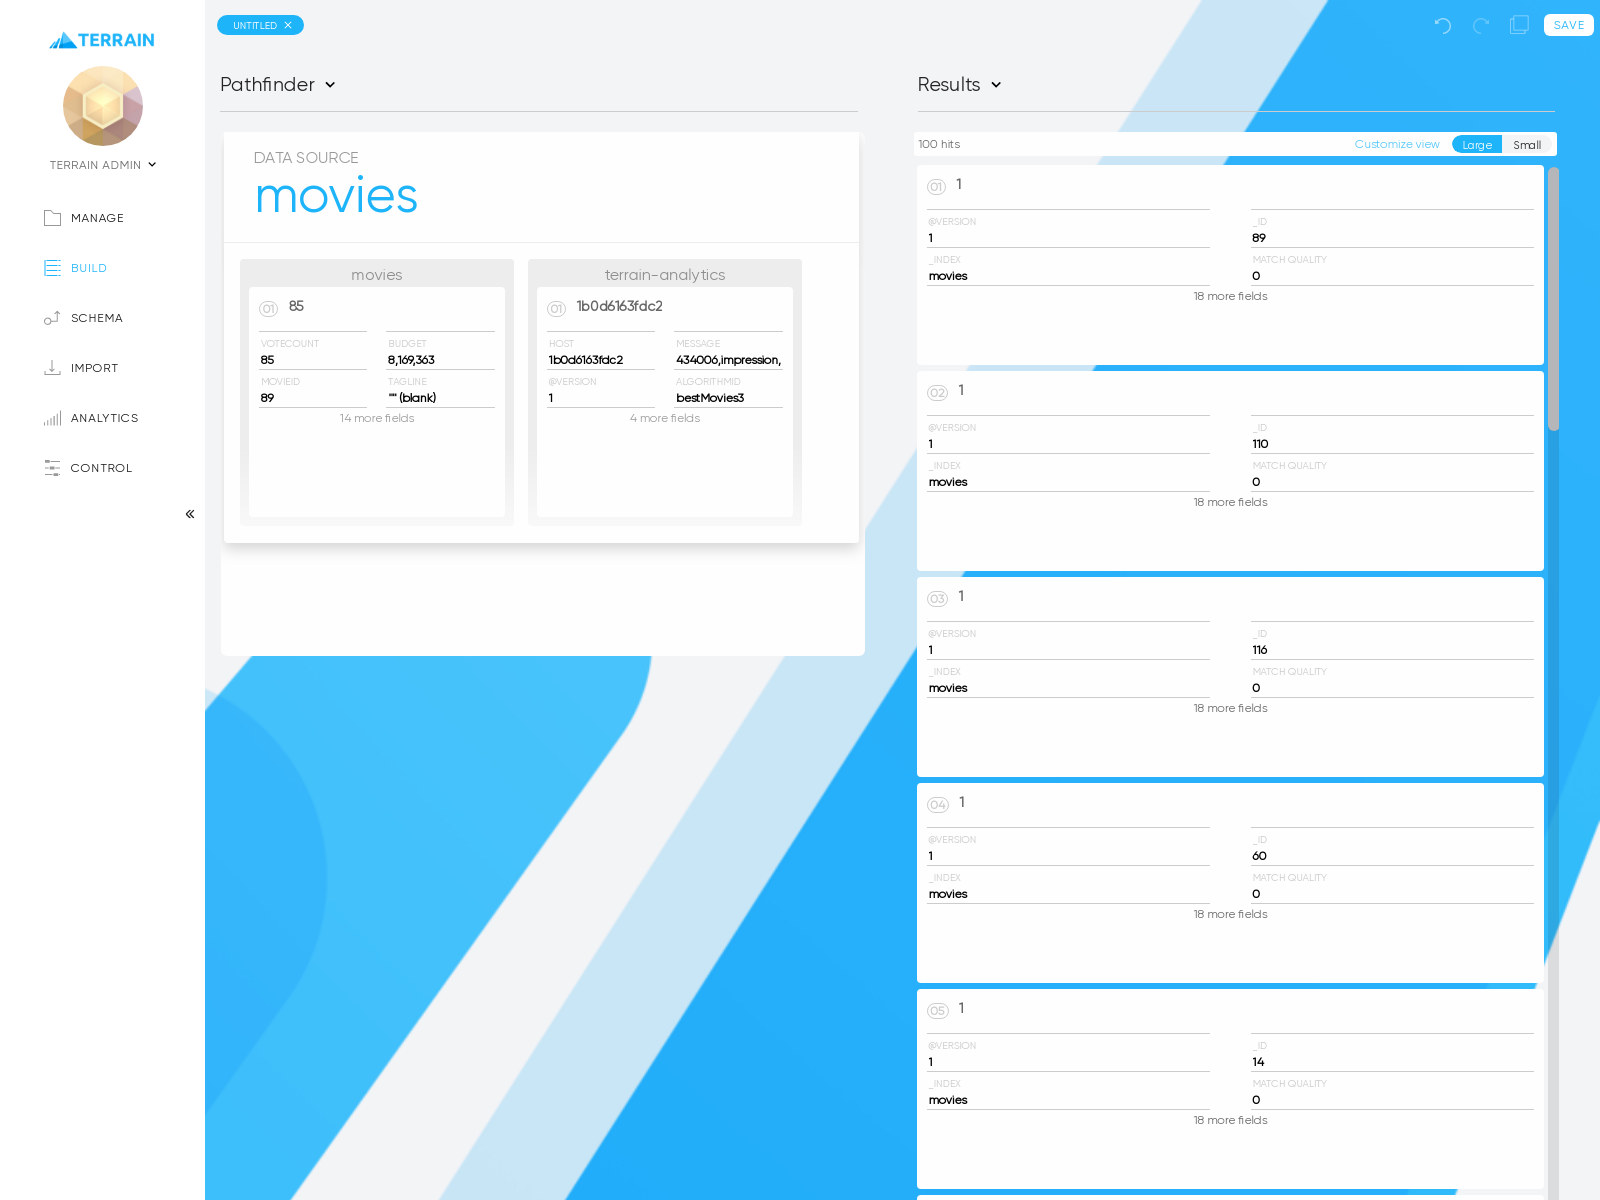 TERRAIN
TERRAIN ADMIN
MANAGE
BUILD
SCHEMA
IMPORT
ANALYTICS
CONTROL
UNTITLED
SAVE
Pathfinder
DATA SOURCE
movies
movies
01 85
VOTECOUNT BUDGET
85 8,169,363
MOVIEID TAGLINE
89 "" (blank)
14 more fields
terrain-analytics
01 1b0d6163fdc2
HOST MESSAGE
1b0d6163fdc2 434006,impression,
@VERSION ALGORITHMID
1 bestMovies3
4 more fields
Results
100 hits Customize view Large Small
01 1
@VERSION _ID
1 89
_INDEX MATCH QUALITY
movies 0
18 more fields
02 1
@VERSION _ID
1 110
_INDEX MATCH QUALITY
movies 0
18 more fields
03 1
@VERSION _ID
1 116
_INDEX MATCH QUALITY
movies 0
18 more fields
04 1
@VERSION _ID
1 60
_INDEX MATCH QUALITY
movies 0
18 more fields
05 1
@VERSION _ID
1 14
_INDEX MATCH QUALITY
movies 0
18 more fields